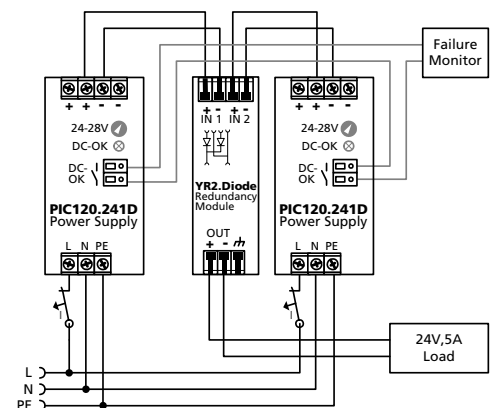 Failure
Monitor
+ + - -
24-28V
DC-OK
DC-
OK
PIC120.241D
Power Supply
L N PE
I
+ - + -
IN 1 IN 2
YR2.Diode
Redundancy
Module
OUT
+ -
+ + - -
24-28V
DC-OK
DC-
OK
PIC120.241D
Power Supply
L N PE
I
24V,5A
Load
L
N
PE